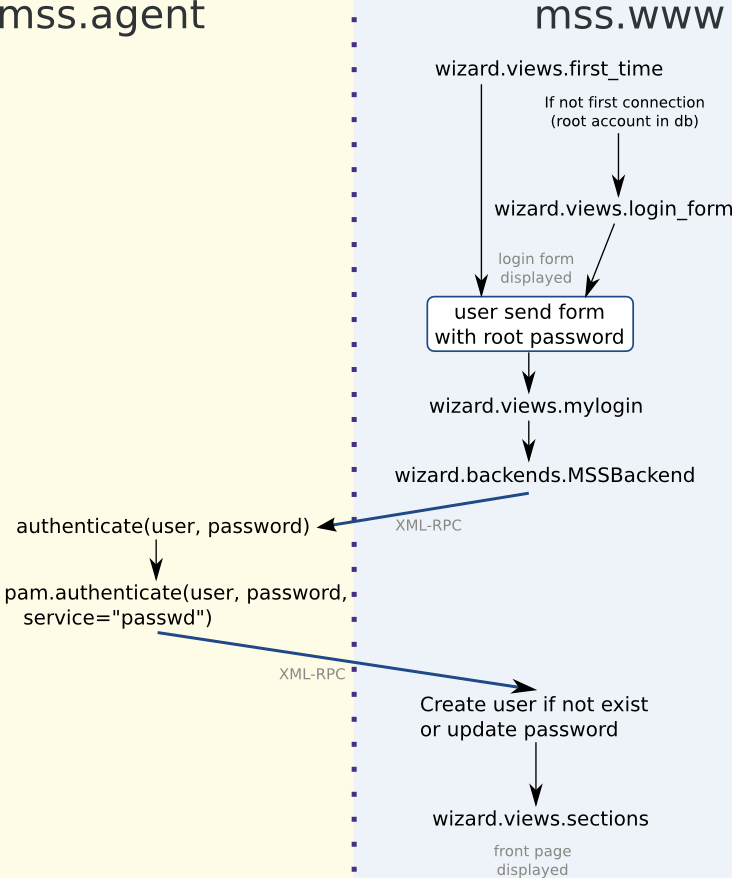 mss.agent
mss.www
wizard.views.first_time
If not first connection
(root account in db)
wizard.views.login_form
login form
displayed
user send form
with root password
wizard.views.mylogin
wizard.backends.MSSBackend
authenticate(user, password)
XML-RPC
pam.authenticate(user, password,
service="passwd")
XML-RPC
Create user if not exist
or update password
wizard.views.sections
front page
displayed